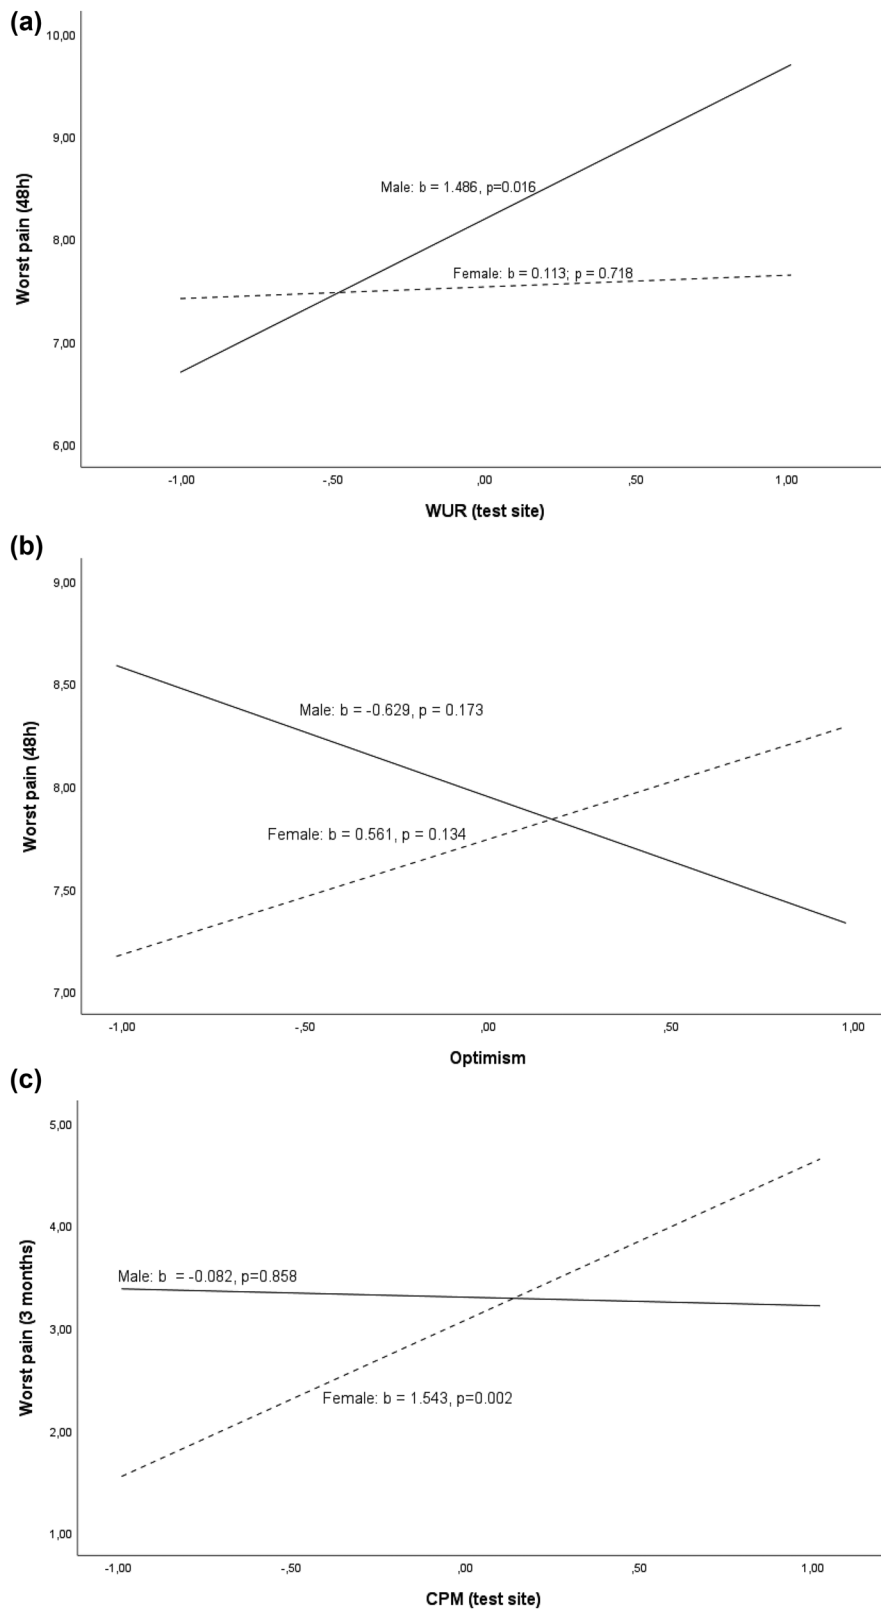 (a)
10,00
9,00
8,00
7,00
6,00
Worst pain (48h)
Male: b = 1.486, p=0.016
Female: b = 0.113; p = 0.718
-1,00 -,50 ,00 ,50 1,00
WUR (test site)
(b)
9,00
8,50
8,00
7,50
7,00
Worst pain (48h)
Male: b = -0.629, p = 0.173
Female: b = 0.561, p = 0.134
-1,00 -,50 ,00 ,50 1,00
Optimism
(c)
5,00
4,00
3,00
2,00
1,00
Worst pain (3 months)
Male: b  = -0.082, p=0.858
Female: b = 1.543, p=0.002
-1,00 -,50 ,00 ,50 1,00
CPM (test site)